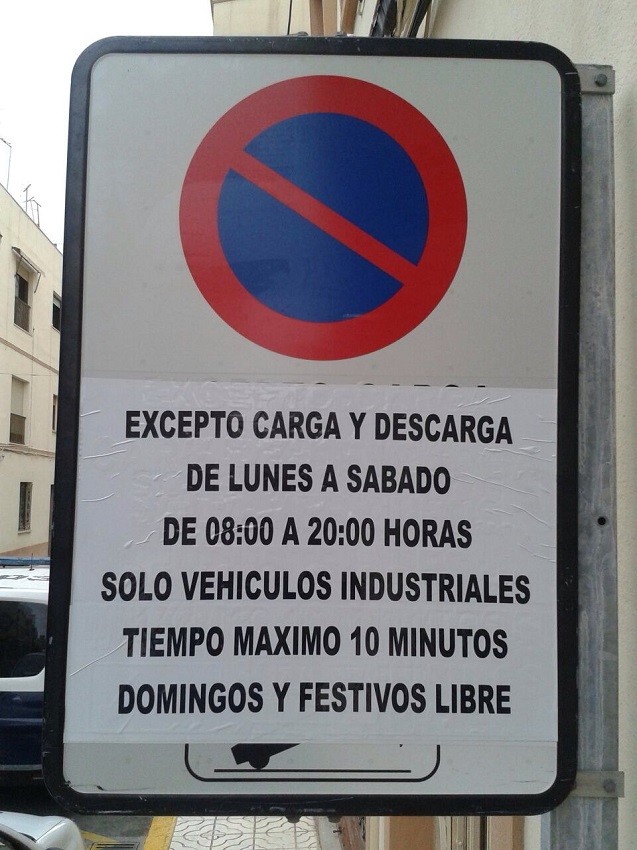 EXCEPTO CARGA Y DESCARGA
DE LUNES A SABADO
DE 08:00 A 20:00 HORAS
SOLO VEHICULOS INDUSTRIALES
TIEMPO MAXIMO 10 MINUTOS
DOMINGOS Y FESTIVOS LIBRE